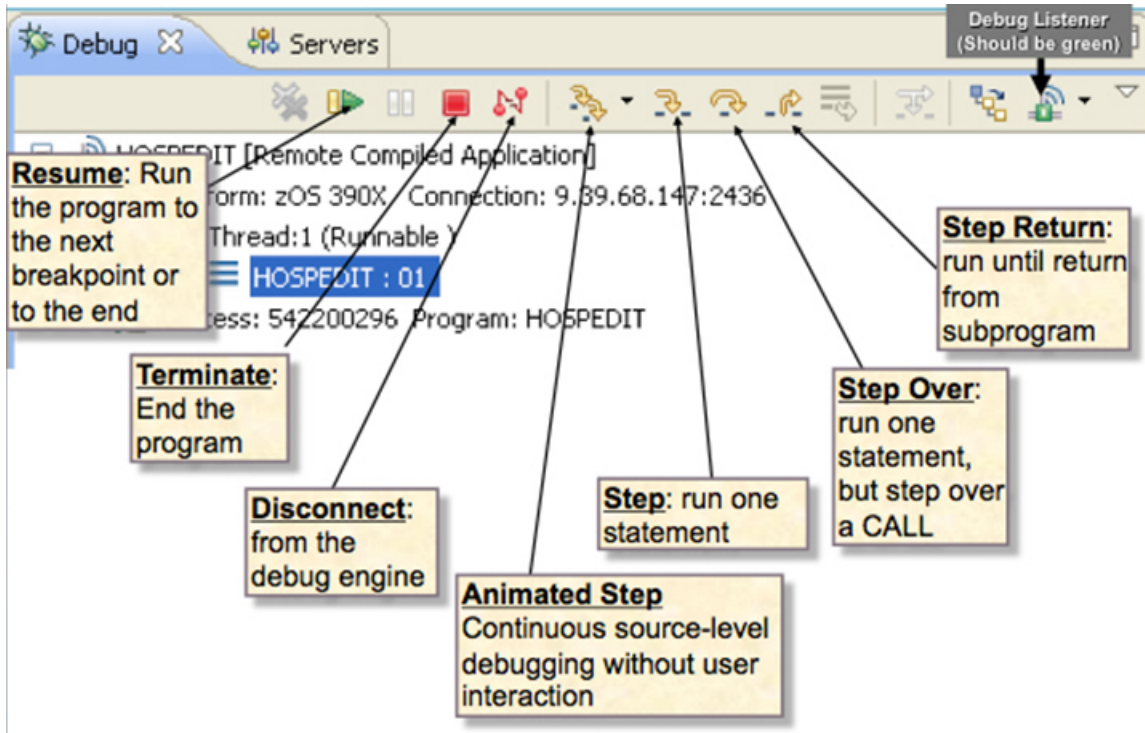 Debug
Servers
Debug Listener
(Should be green)
HOSPEDIT [Remote Compiled Application]
form: zOS 390X Connection: 9.39.68.147:2436
Thread:1 (Runnable )
HOSPEDIT : 01
ess: 542200296 Program: HOSPEDIT
Resume: Run
the program to
the next
breakpoint or
to the end
Terminate:
End the
program
Disconnect:
from the
debug engine
Animated Step
Continuous source-level
debugging without user
interaction
Step: run one
statement
Step Over:
run one
statement,
but step over
a CALL
Step Return:
run until return
from
subprogram